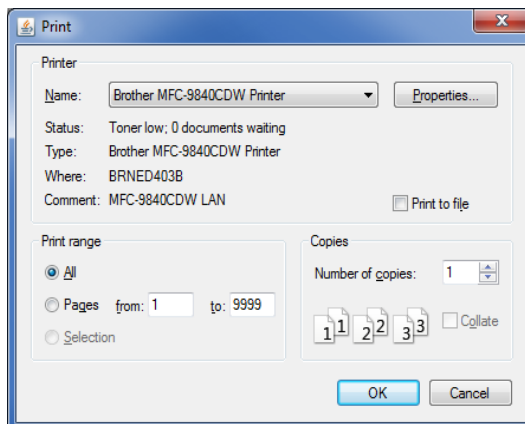 Print
Printer
Name: Brother MFC-9840CDW Printer Properties...
Status: Toner low; 0 documents waiting
Type: Brother MFC-9840CDW Printer
Where: BRNED403B
Comment: MFC-9840CDW LAN Print to file
Print range
All
Pages from: 1 to: 9999
Selection
Copies
Number of copies: 1
1 1 2 2 3 3 Collate
OK Cancel